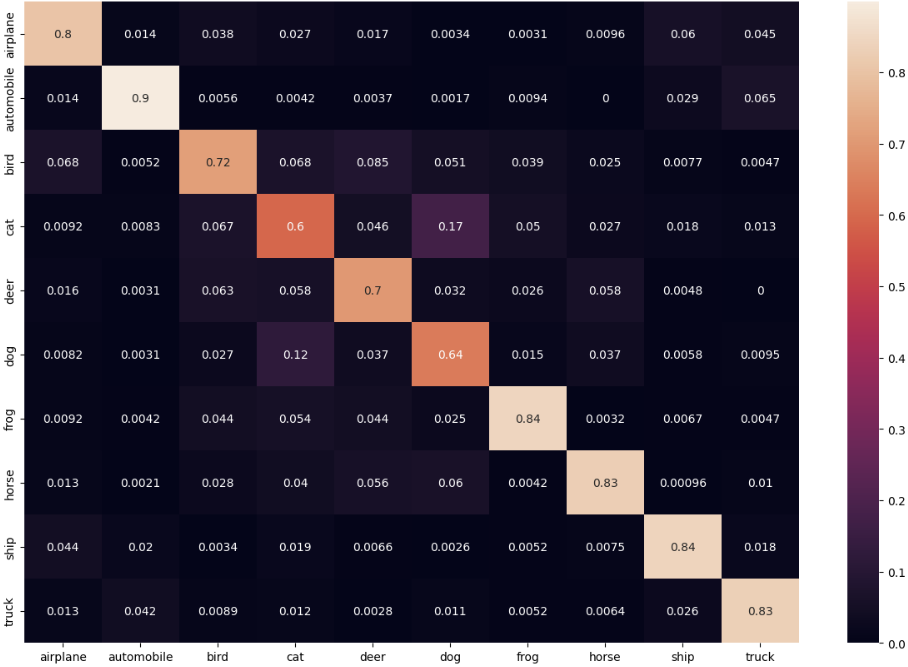 airplane 0.8 0.014 0.038 0.027 0.017 0.0034 0.0031 0.0096 0.06 0.045
automobile 0.014 0.9 0.0056 0.0042 0.0037 0.0017 0.0094 0 0.029 0.065
bird 0.068 0.0052 0.72 0.068 0.085 0.051 0.039 0.025 0.0077 0.0047
cat 0.0092 0.0083 0.067 0.6 0.046 0.17 0.05 0.027 0.018 0.013
deer 0.016 0.0031 0.063 0.058 0.7 0.032 0.026 0.058 0.0048 0
dog 0.0082 0.0031 0.027 0.12 0.037 0.64 0.015 0.037 0.0058 0.0095
frog 0.0092 0.0042 0.044 0.054 0.044 0.025 0.84 0.0032 0.0067 0.0047
horse 0.013 0.0021 0.028 0.04 0.056 0.06 0.0042 0.83 0.00096 0.01
ship 0.044 0.02 0.0034 0.019 0.0066 0.0026 0.0052 0.0075 0.84 0.018
truck 0.013 0.042 0.0089 0.012 0.0028 0.011 0.0052 0.0064 0.026 0.83
airplane automobile bird cat deer dog frog horse ship truck
0.8
0.7
0.6
0.5
0.4
0.3
0.2
0.1
0.0